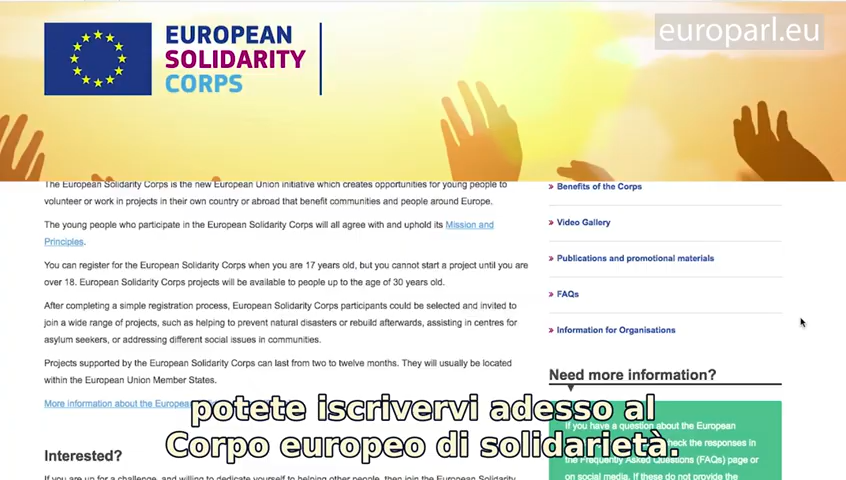 EUROPEAN
SOLIDARITY
CORPS
europarl.eu
The European Solidarity Corps is the new European Union initiative which creates opportunities for young people to
volunteer or work in projects in their own country or abroad that benefit communities and people around Europe.
The young people who participate in the European Solidarity Corps will all agree with and uphold its Mission and
Principles.
You can register for the European Solidarity Corps when you are 17 years old, but you cannot start a project until you are
over 18. European Solidarity Corps projects will be available to people up to the age of 30 years old.
After completing a simple registration process, European Solidarity Corps participants could be selected and invited to
join a wide range of projects, such as helping to prevent natural disasters or rebuild afterwards, assisting in centres for
asylum seekers, or addressing different social issues in communities.
Projects supported by the European Solidarity Corps can last from two to twelve months. They will usually be located
within the European Union Member States.
More information about the Europe
Interested?
If you are up for a challenge, and willing to dedicate yourself to helping other people, then join the European Solidarity
» Benefits of the Corps
» Video Gallery
» Publications and promotional materials
» FAQs
» Information for Organisations
Need more information?
If you have a question about the European
check the responses in
the Frequently Asked Questions (FAQs) page or
on social media. If these do not provide the
potete iscrivervi adesso al
Corpo europeo di solidarietà.